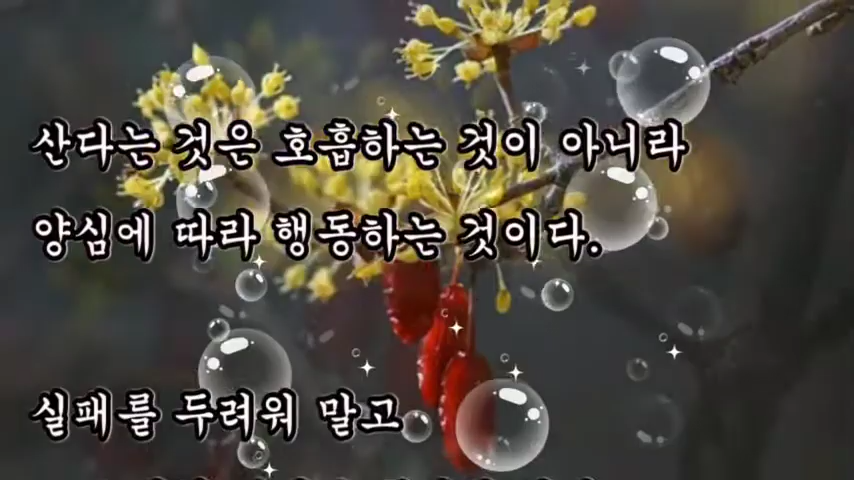 산다는 것은 호흡하는 것이 아니라
양심에 따라 행동하는 것이다.
실패를 두려워 말고